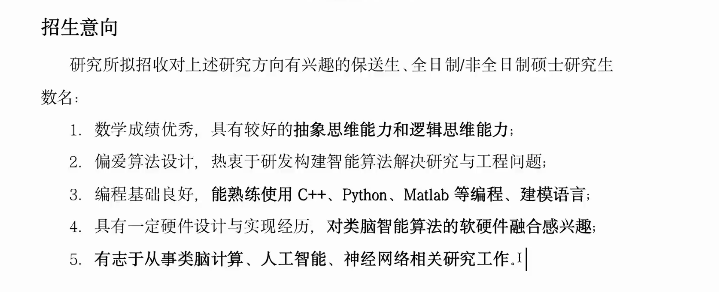 招生意向
研究所拟招收对上述研究方向有兴趣的保送生、全日制/非全日制硕士研究生
数名：
1. 数学成绩优秀，具有较好的抽象思维能力和逻辑思维能力；
2. 偏爱算法设计，热衷于研发构建智能算法解决研究与工程问题；
3. 编程基础良好，能熟练使用 C++、Python、Matlab 等编程、建模语言；
4. 具有一定硬件设计与实现经历，对类脑智能算法的软硬件融合感兴趣；
5. 有志于从事类脑计算、人工智能、神经网络相关研究工作。